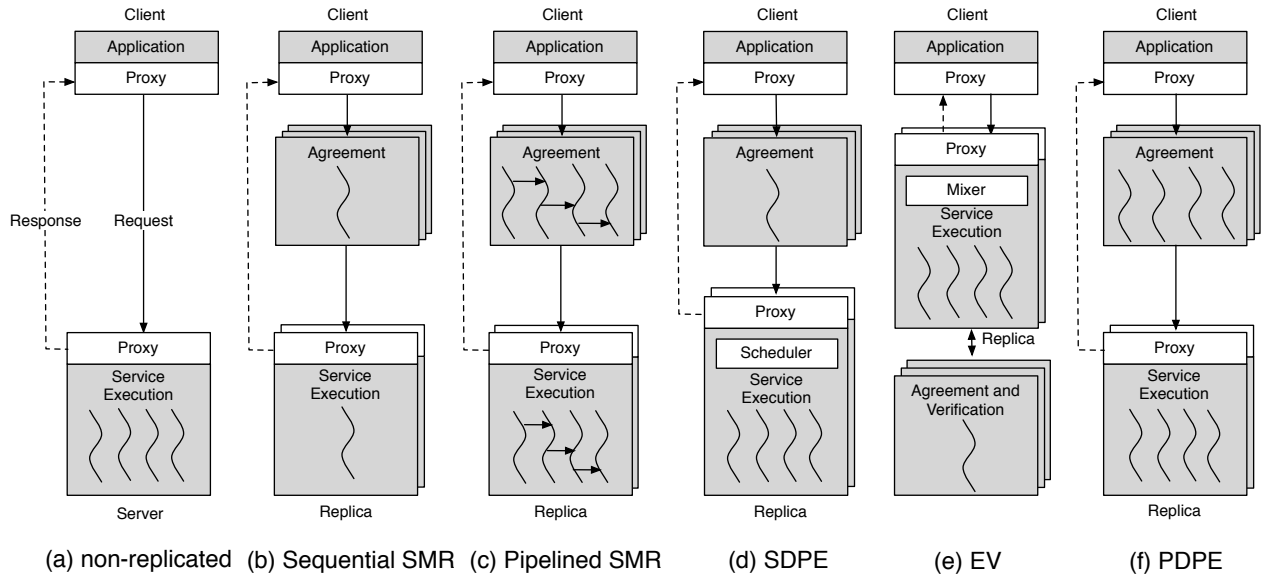 Client
Application
Proxy
Response
Request
Proxy
Service
Execution
Server
(a) non-replicated
Client
Application
Proxy
Agreement
Proxy
Service
Execution
Replica
(b) Sequential SMR
Client
Application
Proxy
Agreement
Proxy
Service
Execution
Replica
(c) Pipelined SMR
Client
Application
Proxy
Agreement
Proxy
Scheduler
Service
Execution
Replica
(d) SDPE
Client
Application
Proxy
Proxy
Mixer
Service
Execution
Replica
Agreement and
Verification
(e) EV
Client
Application
Proxy
Agreement
Proxy
Service
Execution
Replica
(f) PDPE